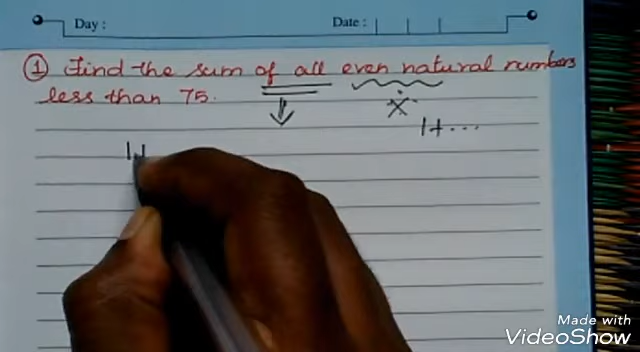 Day :
Date :
① Find the sum of all even natural numbers
less than 75.
1+...
Made with
VideoShow